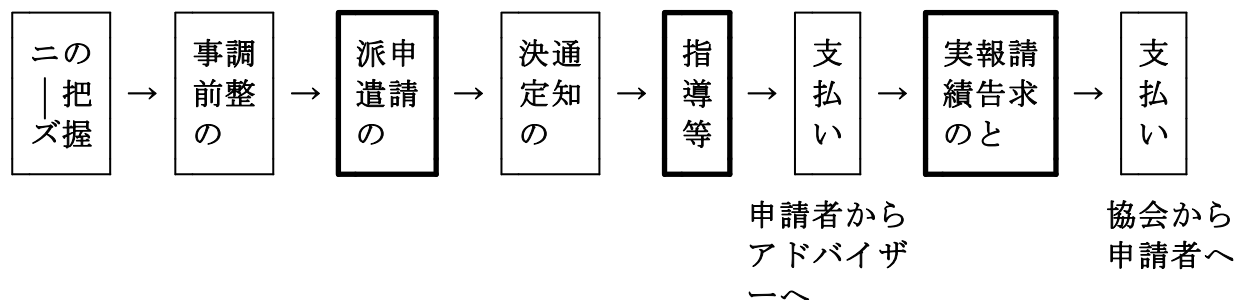 ニーズ
の把握
→
事前の
調整
→
派遣の
申請
→
決定の
通知
→
指導等
→
支払い
→
実績の
報告と
請求
→
支払い
申請者から
アドバイザ
ーへ
協会から
申請者へ